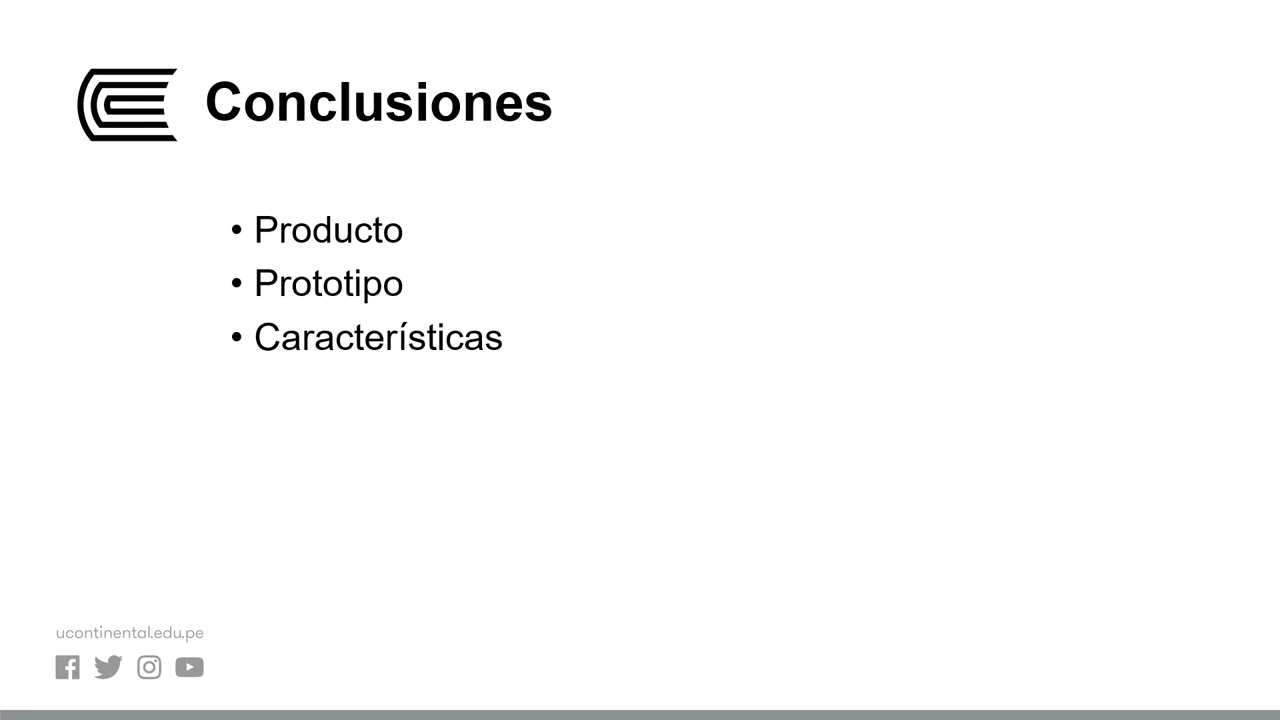 Conclusiones
• Producto
• Prototipo
• Características
ucontinental.edu.pe